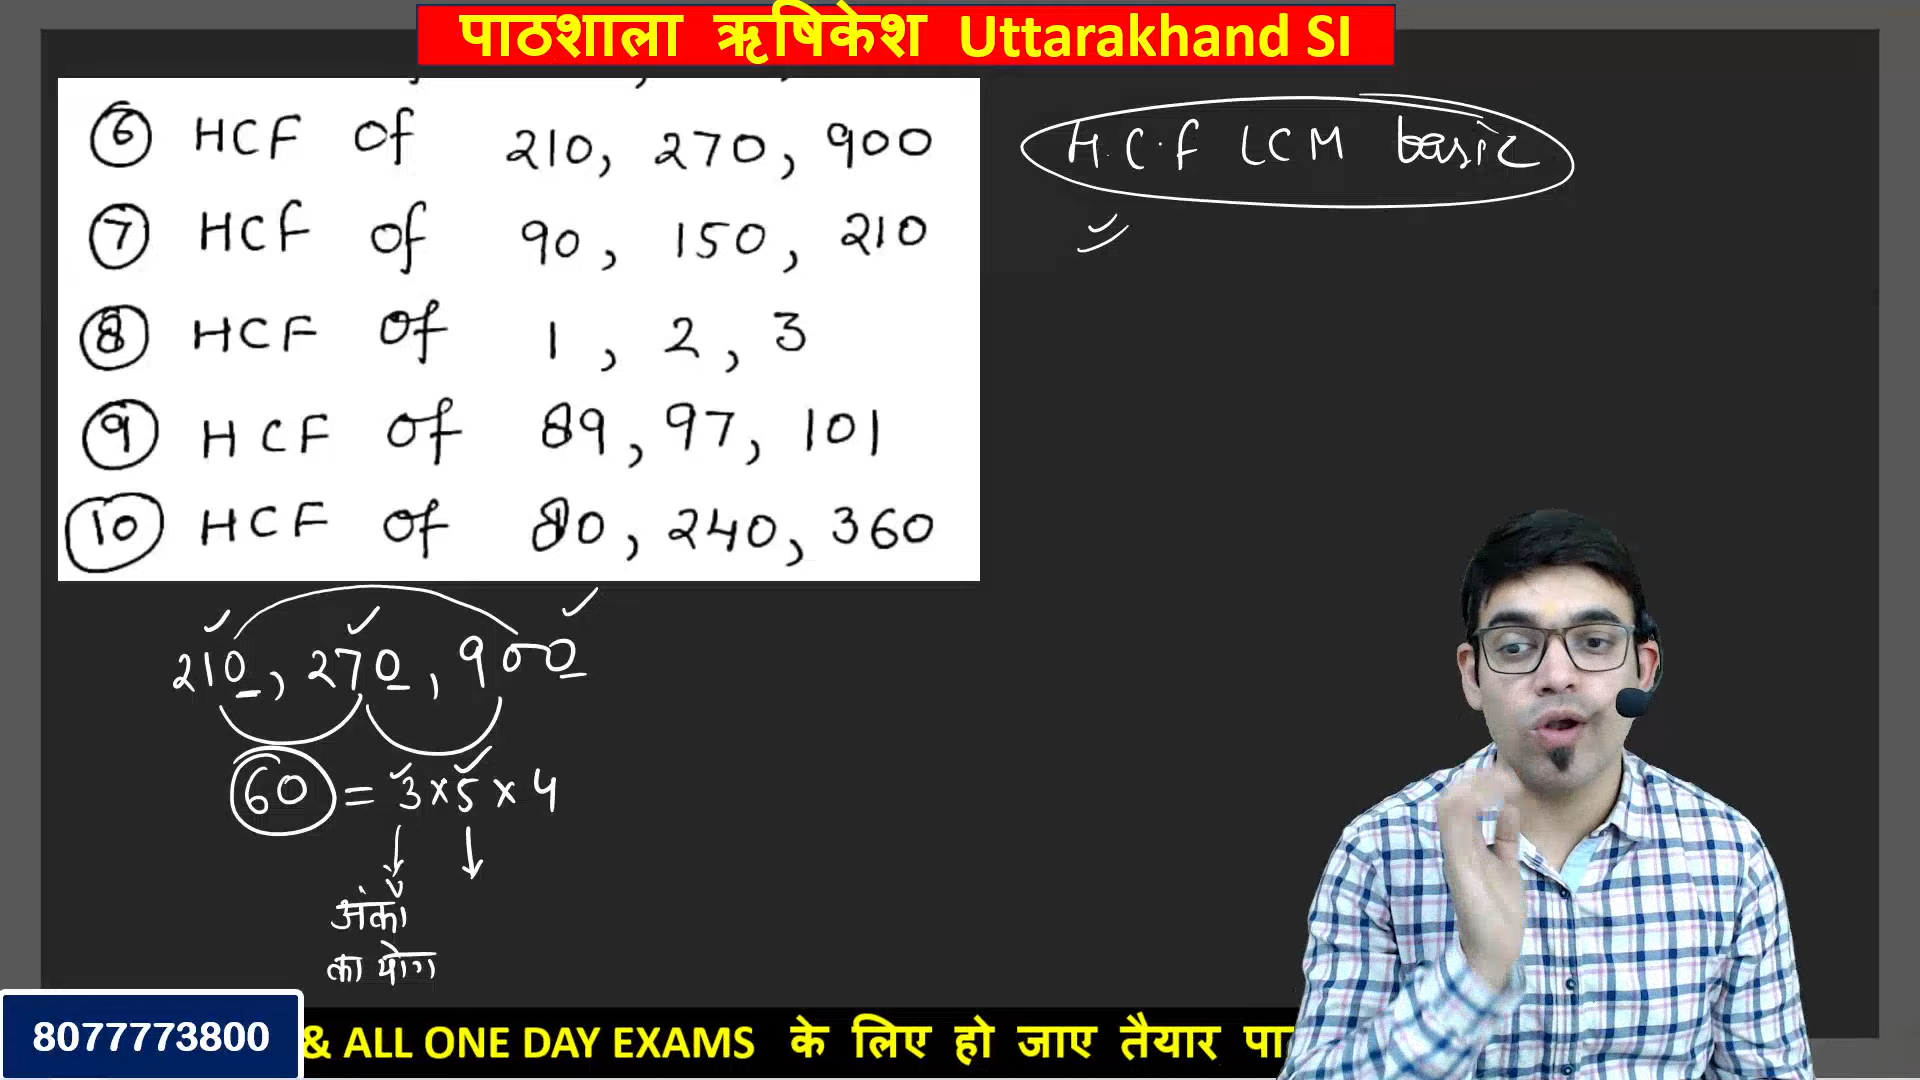 पाठशाला ऋषिकेश Uttarakhand SI
6 HCF of 210, 270, 900
7 HCF of 90, 150, 210
8 HCF of 1, 2, 3
9 HCF of 89, 97, 101
10 HCF of 80, 240, 360
H.C.F LCM basic
210, 270, 900
60 = 3×5×4
अंकों
का योग
8077773800
& ALL ONE DAY EXAMS के लिए हो जाए तैयार पा